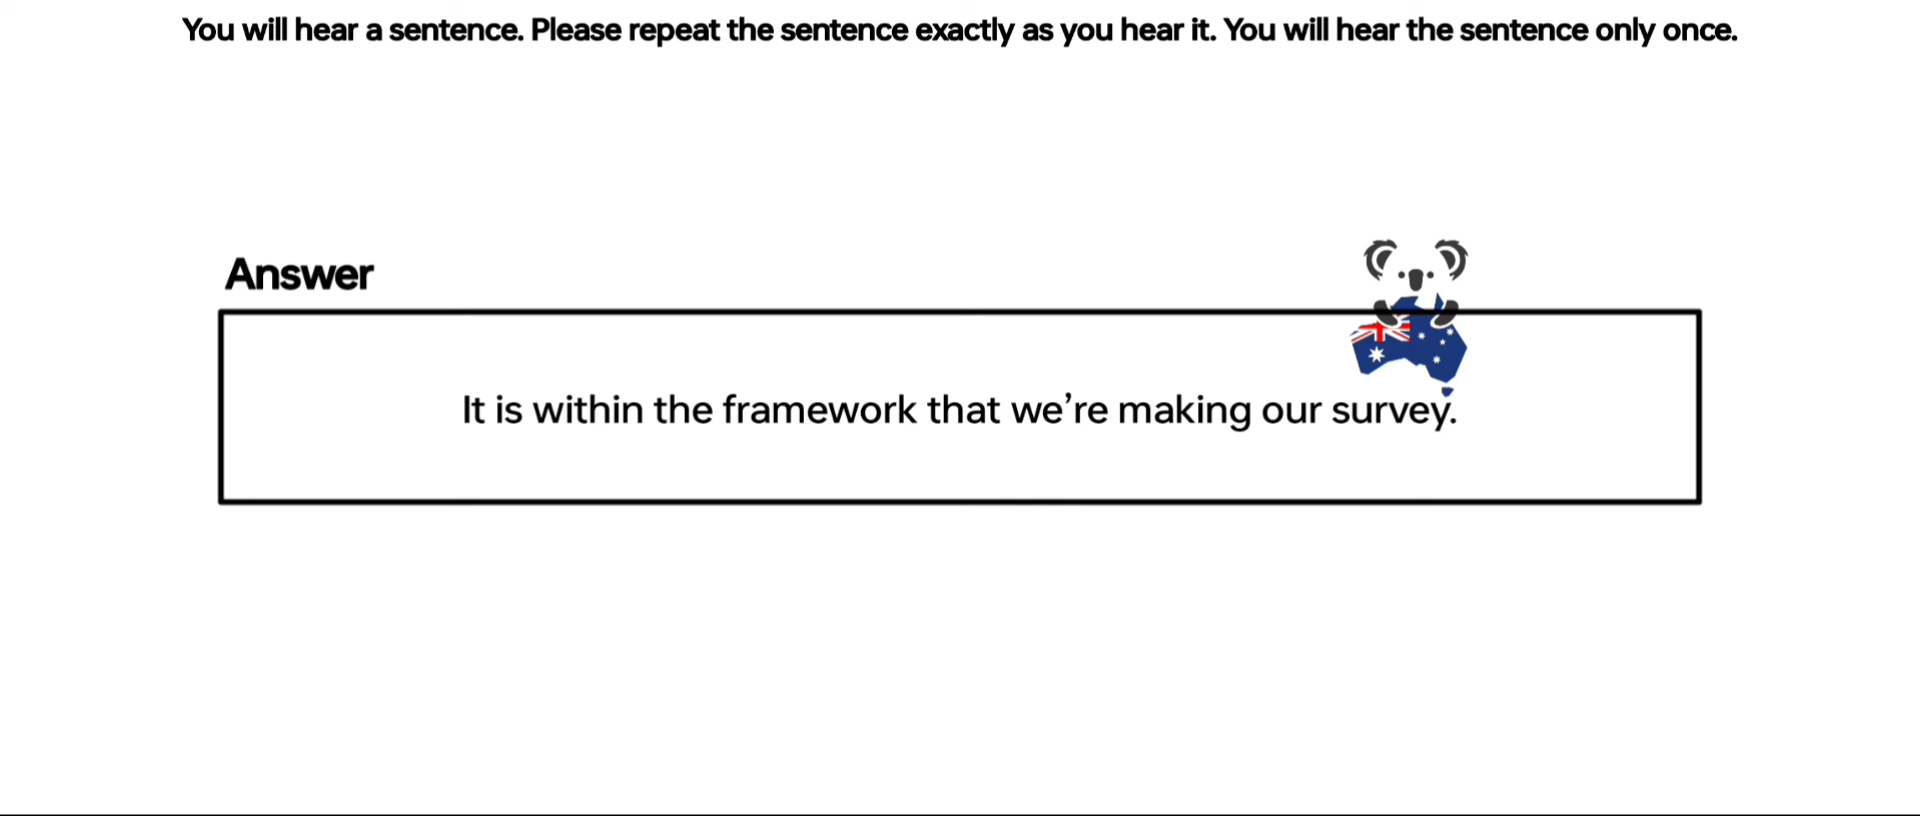 You will hear a sentence. Please repeat the sentence exactly as you hear it. You will hear the sentence only once.
Answer
It is within the framework that we’re making our survey.